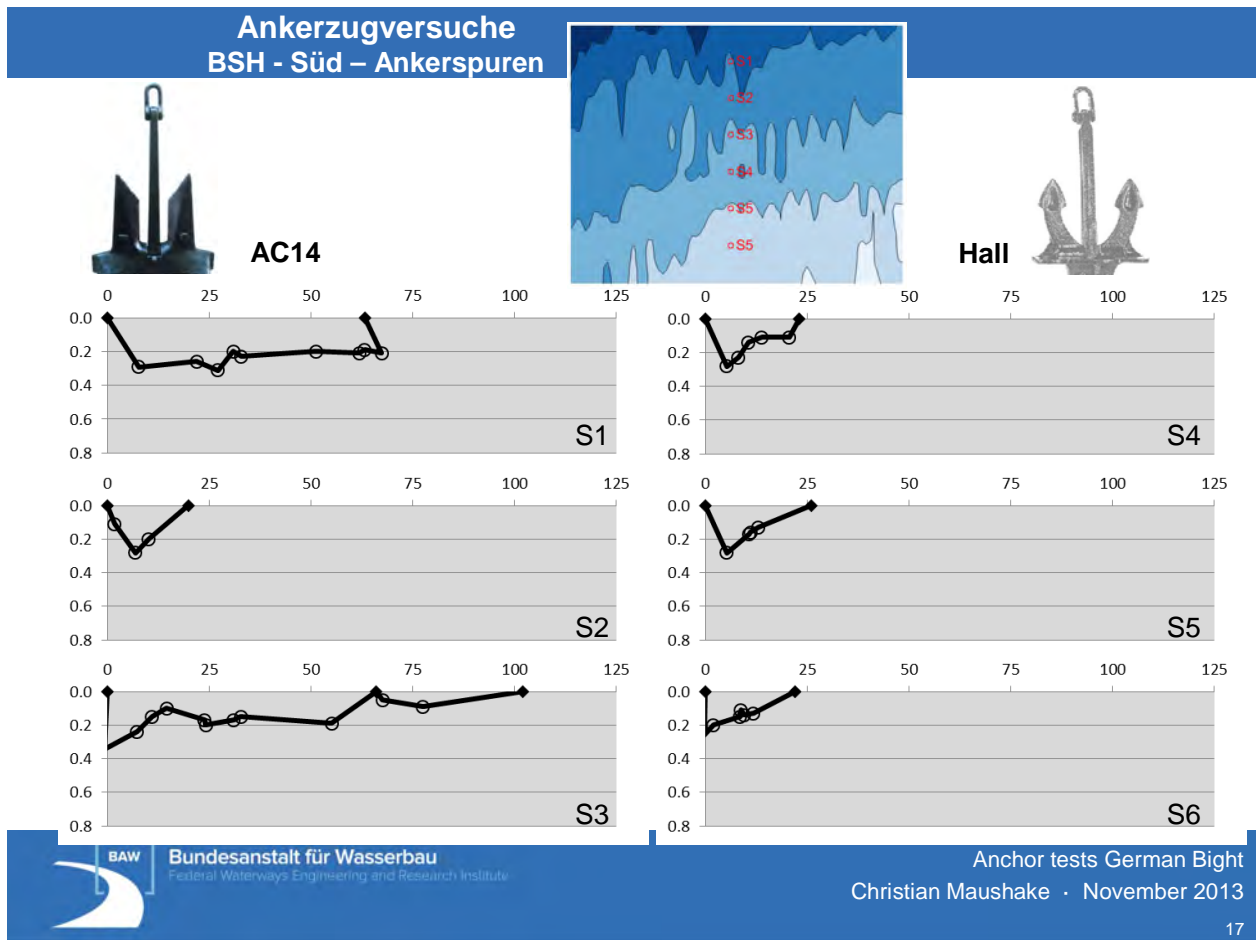 Ankerzugversuche
BSH - Süd – Ankerspuren
S1
S2
S3
S4
S5
S5
AC14
Hall
0 25 50 75 100 125
0.0
0.2
0.4
0.6
0.8
S1
0 25 50 75 100 125
0.0
0.2
0.4
0.6
0.8
S4
0 25 50 75 100 125
0.0
0.2
0.4
0.6
0.8
S2
0 25 50 75 100 125
0.0
0.2
0.4
0.6
0.8
S5
0 25 50 75 100 125
0.0
0.2
0.4
0.6
0.8
S3
0 25 50 75 100 125
0.0
0.2
0.4
0.6
0.8
S6
BAW
Bundesanstalt für Wasserbau
Federal Waterways Engineering and Research Institute
Anchor tests German Bight
Christian Maushake · November 2013
17